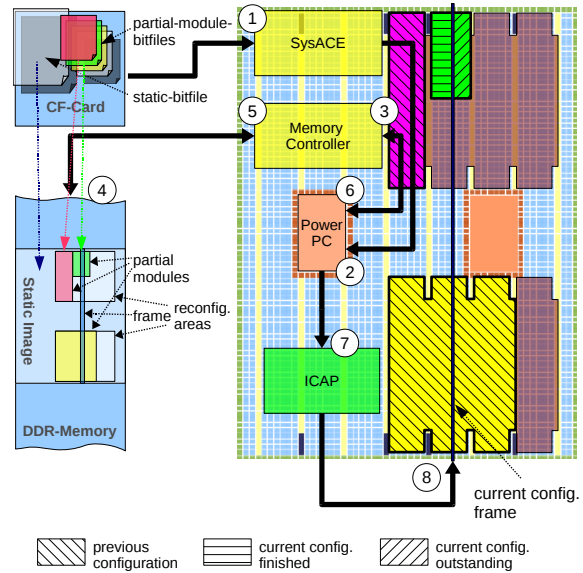 partial-module-
bitfiles
static-bitfile
CF-Card
1
SysACE
5
Memory
Controller
3
4
6
Power
PC
2
Static Image
partial
modules
reconfig.
areas
frame
DDR-Memory
7
ICAP
8
current config.
frame
previous
configuration
current config.
finished
current config.
outstanding